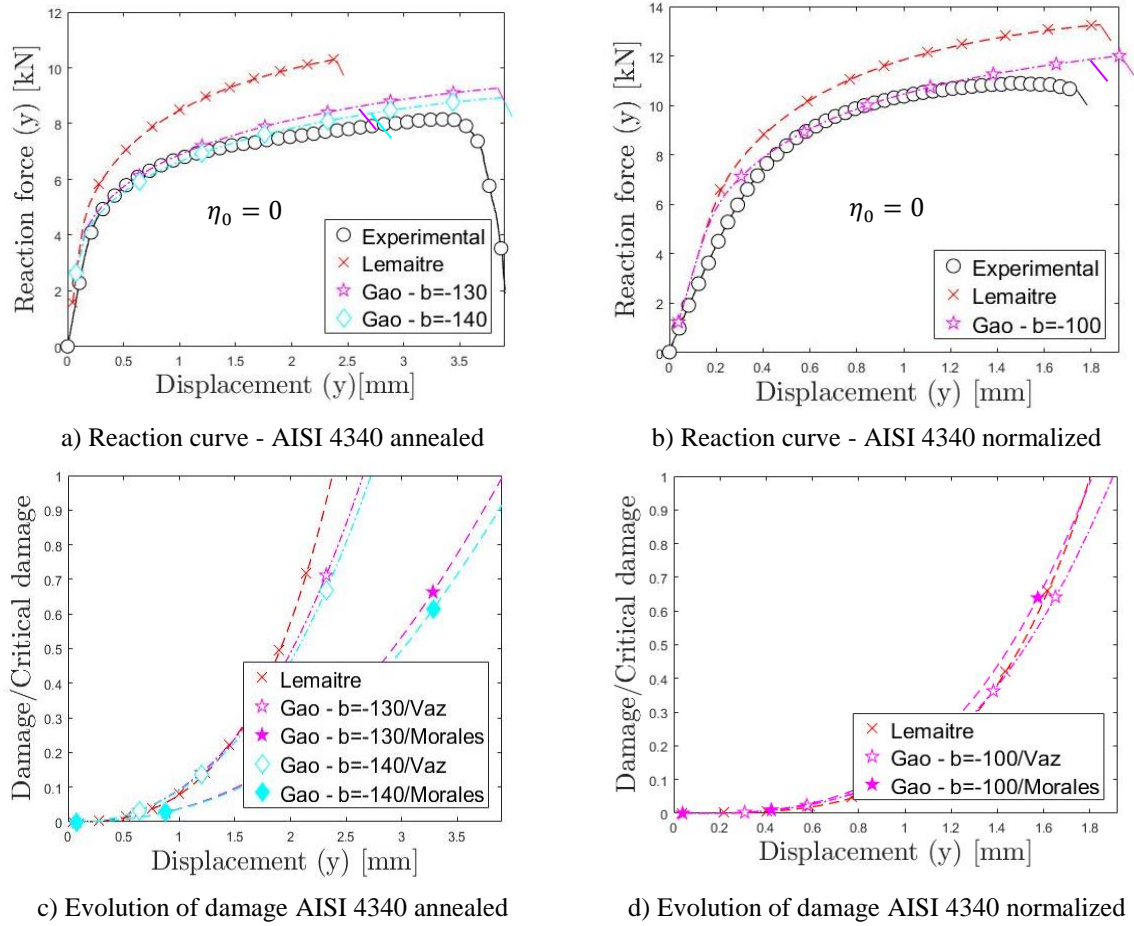 12
10
8
6
4
2
0
Reaction force (y) [kN]
η₀ = 0
Experimental
Lemaitre
Gao - b=-130
Gao - b=-140
0 0.5 1 1.5 2 2.5 3 3.5
Displacement (y)[mm]
a) Reaction curve - AISI 4340 annealed
14
12
10
8
6
4
2
0
Reaction force (y) [kN]
η₀ = 0
Experimental
Lemaitre
Gao - b=-100
0 0.2 0.4 0.6 0.8 1 1.2 1.4 1.6 1.8
Displacement (y) [mm]
b) Reaction curve - AISI 4340 normalized
1
0.9
0.8
0.7
0.6
0.5
0.4
0.3
0.2
0.1
0
Damage/Critical damage
Lemaitre
Gao - b=-130/Vaz
Gao - b=-130/Morales
Gao - b=-140/Vaz
Gao - b=-140/Morales
0 0.5 1 1.5 2 2.5 3 3.5
Displacement (y) [mm]
c) Evolution of damage AISI 4340 annealed
1
0.9
0.8
0.7
0.6
0.5
0.4
0.3
0.2
0.1
0
Damage/Critical damage
Lemaitre
Gao - b=-100/Vaz
Gao - b=-100/Morales
0 0.2 0.4 0.6 0.8 1 1.2 1.4 1.6 1.8
Displacement (y) [mm]
d) Evolution of damage AISI 4340 normalized